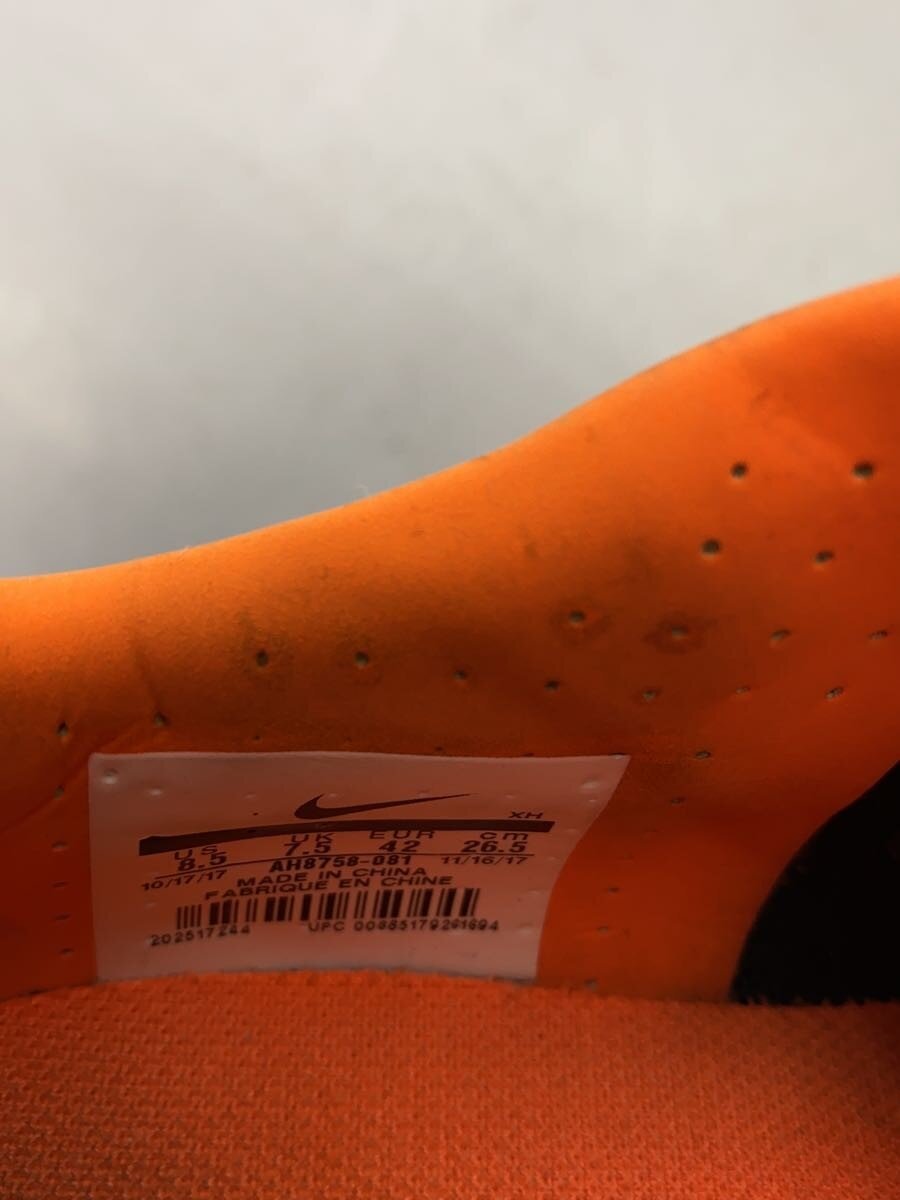 XH
US UK EUR cm
8.5 7.5 42 26.5
10/17/17 AH8758-081 11/16/17
MADE IN CHINA
FABRIQUE EN CHINE
202517244 UPC 00685179261694